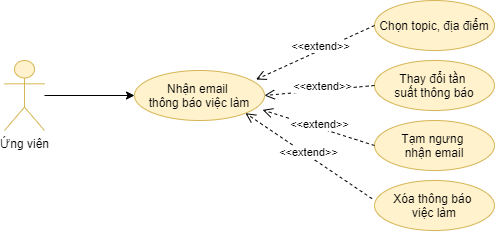 Chọn topic, địa điểm
<<extend>>
Nhận email
thông báo việc làm
Thay đổi tần
suất thông báo
<<extend>>
Ứng viên
<<extend>>
Tạm ngưng
nhận email
<<extend>>
Xóa thông báo
việc làm